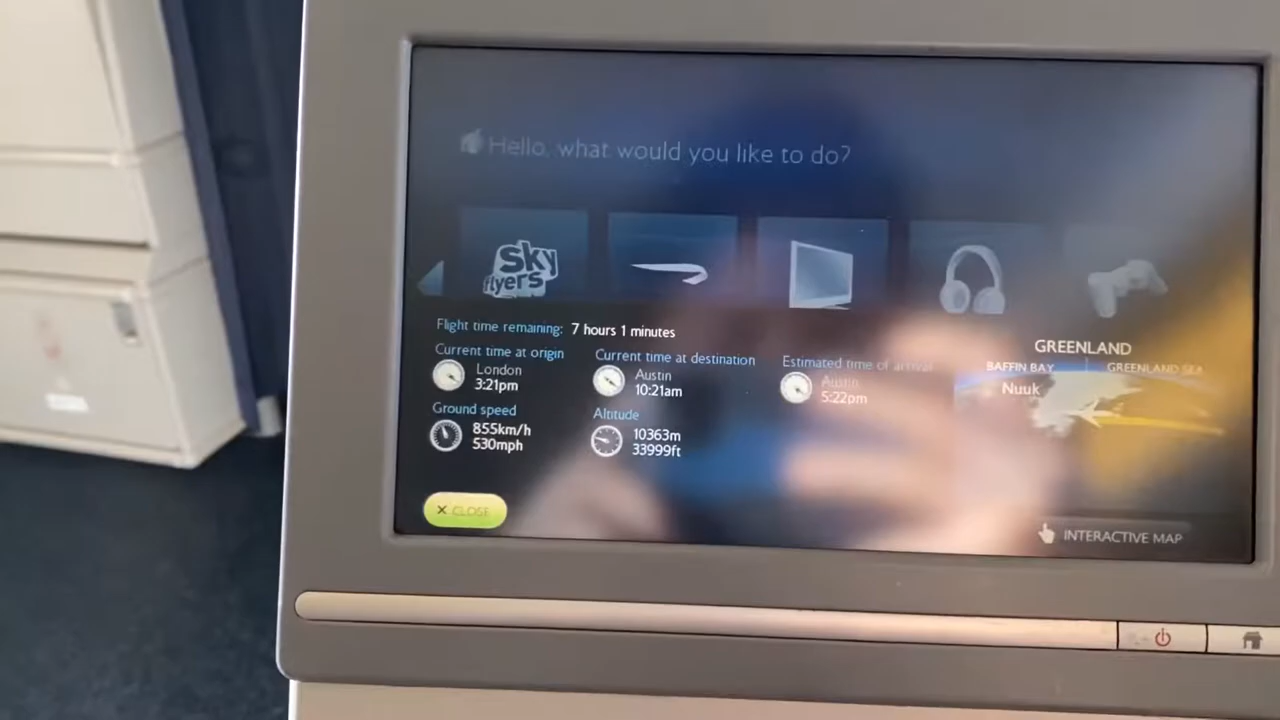 Hello, what would you like to do?
sky
flyers
Flight time remaining: 7 hours 1 minutes
Current time at origin
London
3:21pm
Current time at destination
Austin
10:21am
Estimated time of arrival
Austin
5:22pm
Ground speed
855km/h
530mph
Altitude
10363m
33999ft
GREENLAND
BAFFIN BAY
GREENLAND SEA
Nuuk
X CLOSE
INTERACTIVE MAP